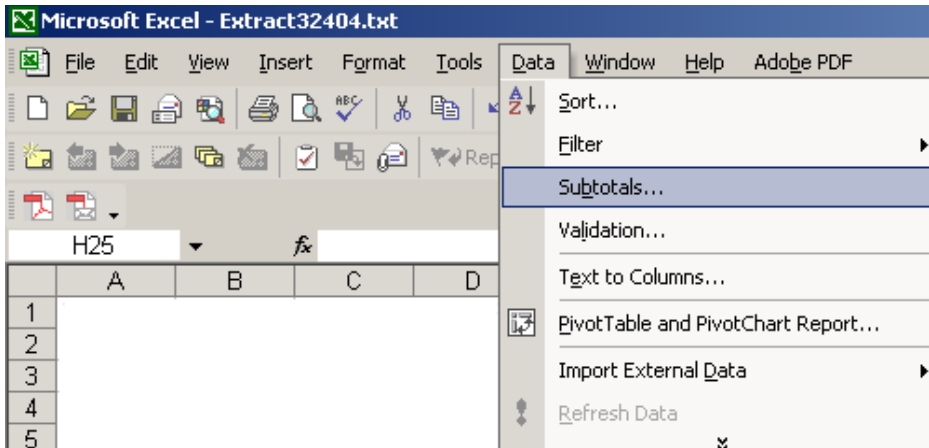 Microsoft Excel - Extract32404.txt
File Edit View Insert Format Tools Data Window Help Adobe PDF
ABC A Z Sort...
Filter
Rep
Subtotals...
Validation...
H25 fx
A B C D
Text to Columns...
1
PivotTable and PivotChart Report...
2
3 Import External Data
4 Refresh Data
5